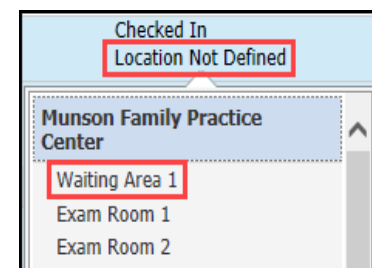 Checked In
Location Not Defined
Munson Family Practice
Center
Waiting Area 1
Exam Room 1
Exam Room 2